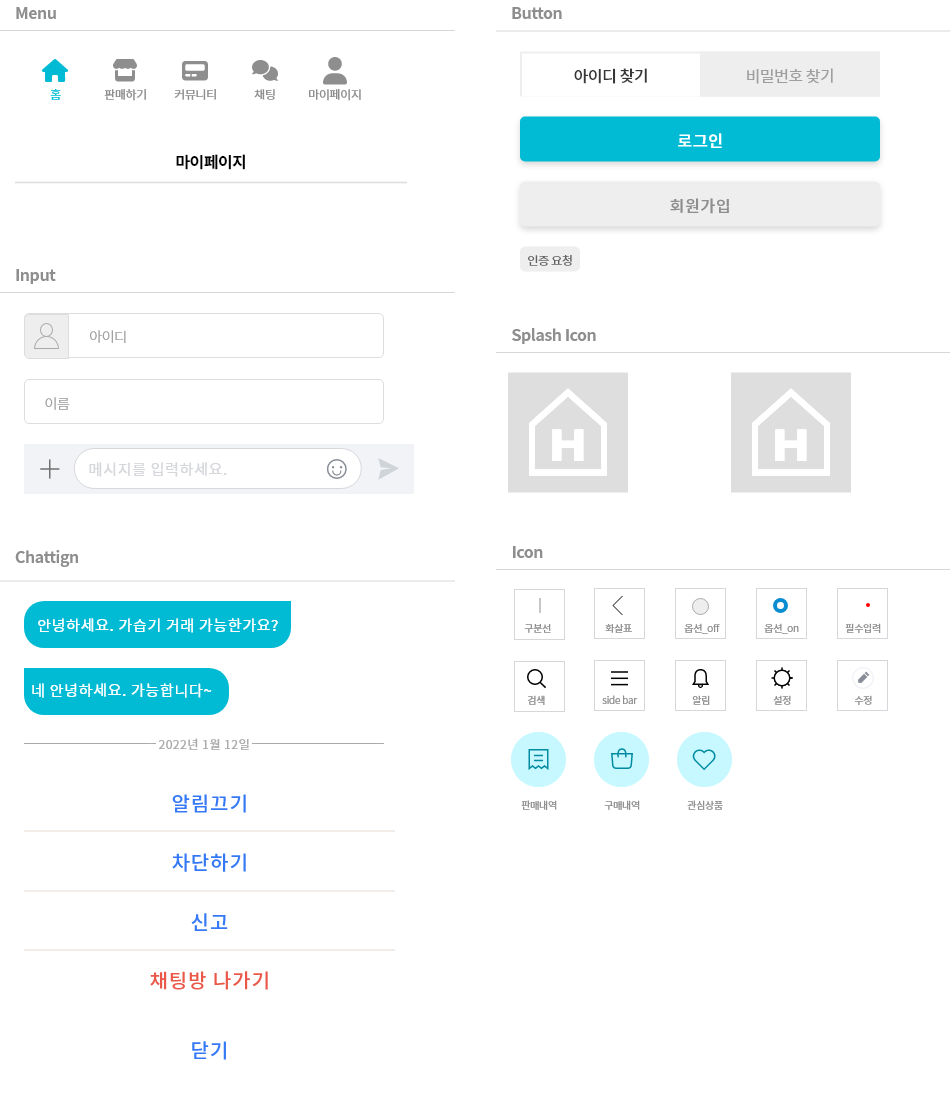 Menu
홈 판매하기 커뮤니티 채팅 마이페이지
마이페이지
Input
아이디
이름
메시지를 입력하세요.
Chattign
안녕하세요. 가습기 거래 가능한가요?
네 안녕하세요. 가능합니다~
2022년 1월 12일
알림끄기
차단하기
신고
채팅방 나가기
닫기
Button
아이디 찾기 비밀번호 찾기
로그인
회원가입
인증 요청
Splash Icon
H H
Icon
구분선 화살표 옵션_off 옵션_on 필수입력
검색 side bar 알림 설정 수정
판매내역 구매내역 관심상품